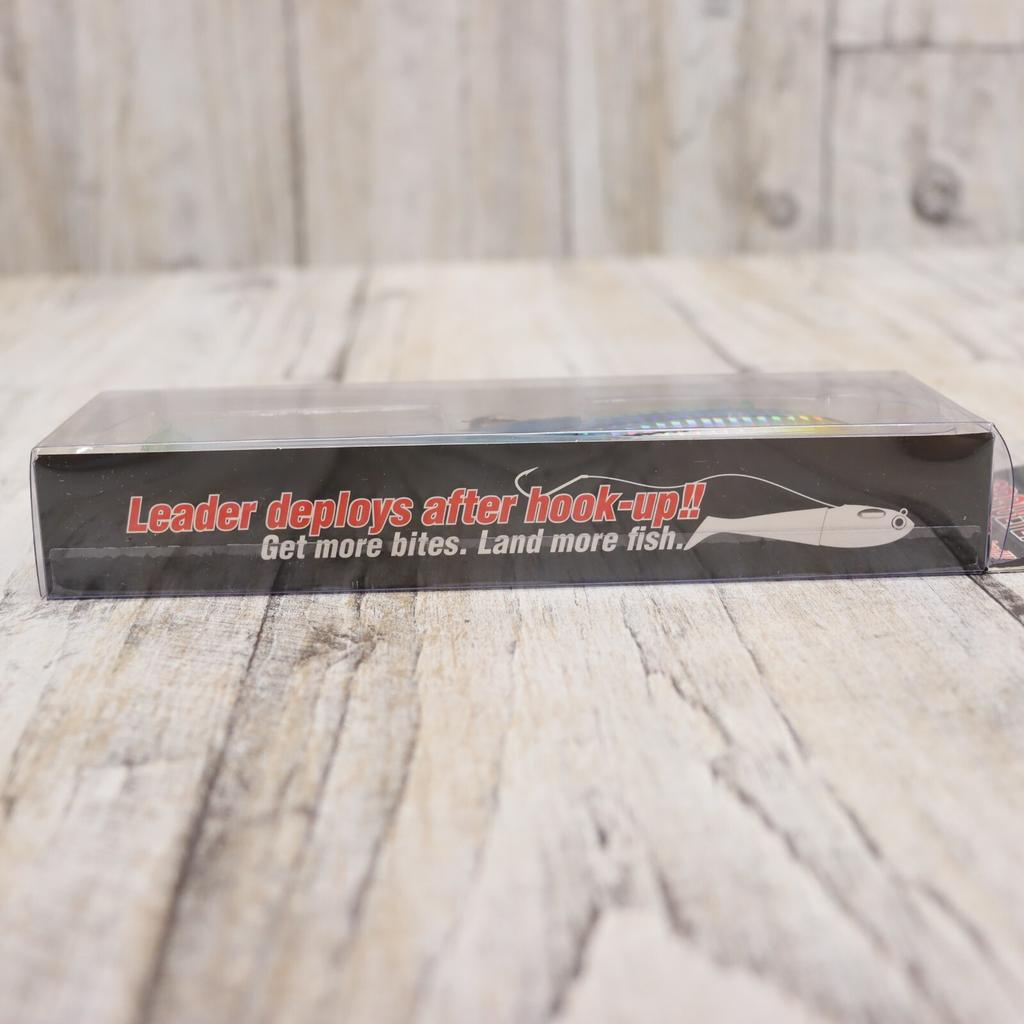 Leader deploys after hook-up!!
Get more bites. Land more fish.